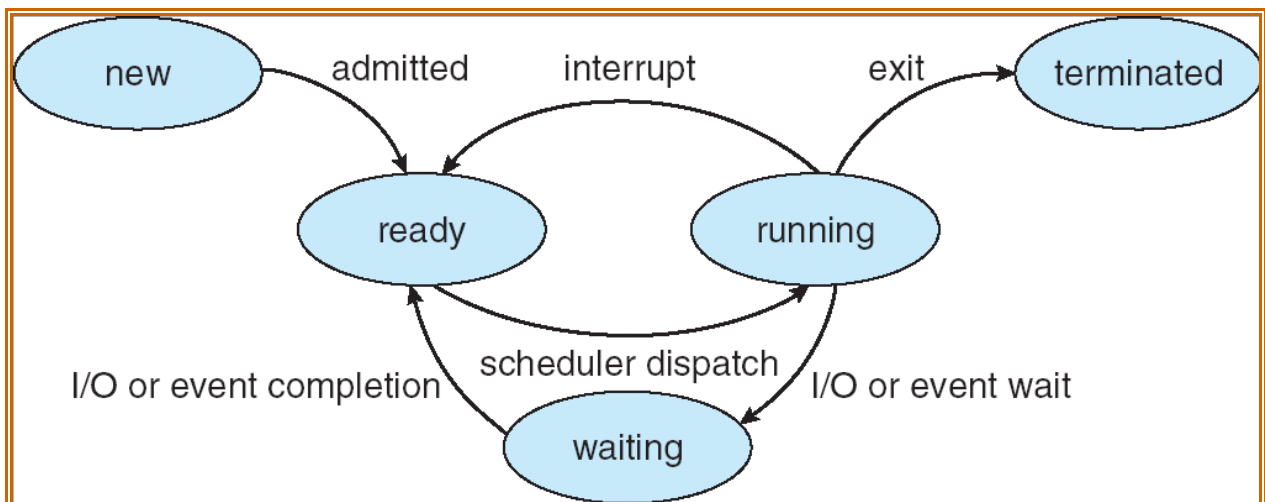 new
admitted
interrupt
exit
terminated
ready
running
scheduler dispatch
I/O or event completion
I/O or event wait
waiting